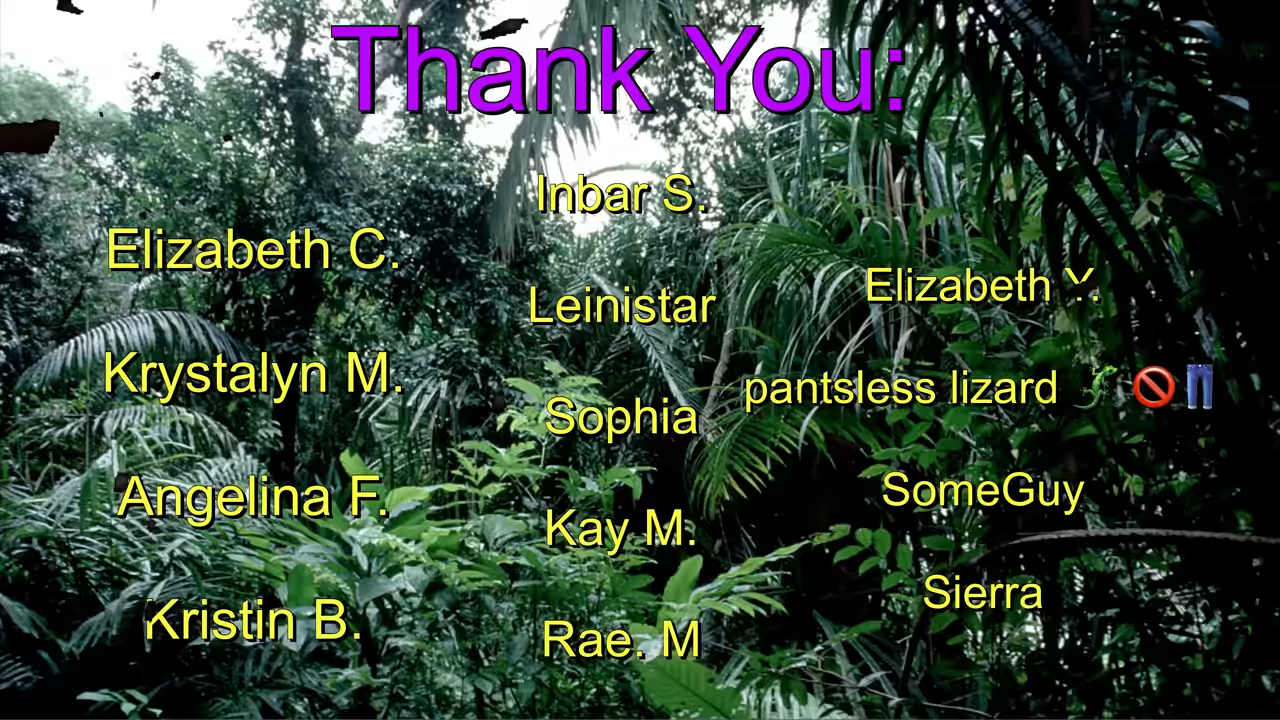 Thank You:
Elizabeth C.
Krystalyn M.
Angelina F.
Kristin B.
Inbar S.
Leinistar
Sophia
Kay M.
Rae. M
Elizabeth Y.
pantsless lizard 🦎 🚫👖
SomeGuy
Sierra